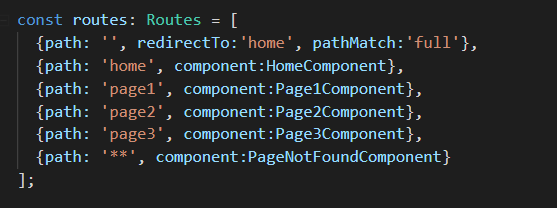 const routes: Routes = [
{path: '', redirectTo:'home', pathMatch:'full'},
{path: 'home', component:HomeComponent},
{path: 'page1', component:Page1Component},
{path: 'page2', component:Page2Component},
{path: 'page3', component:Page3Component},
{path: '**', component:PageNotFoundComponent}
];